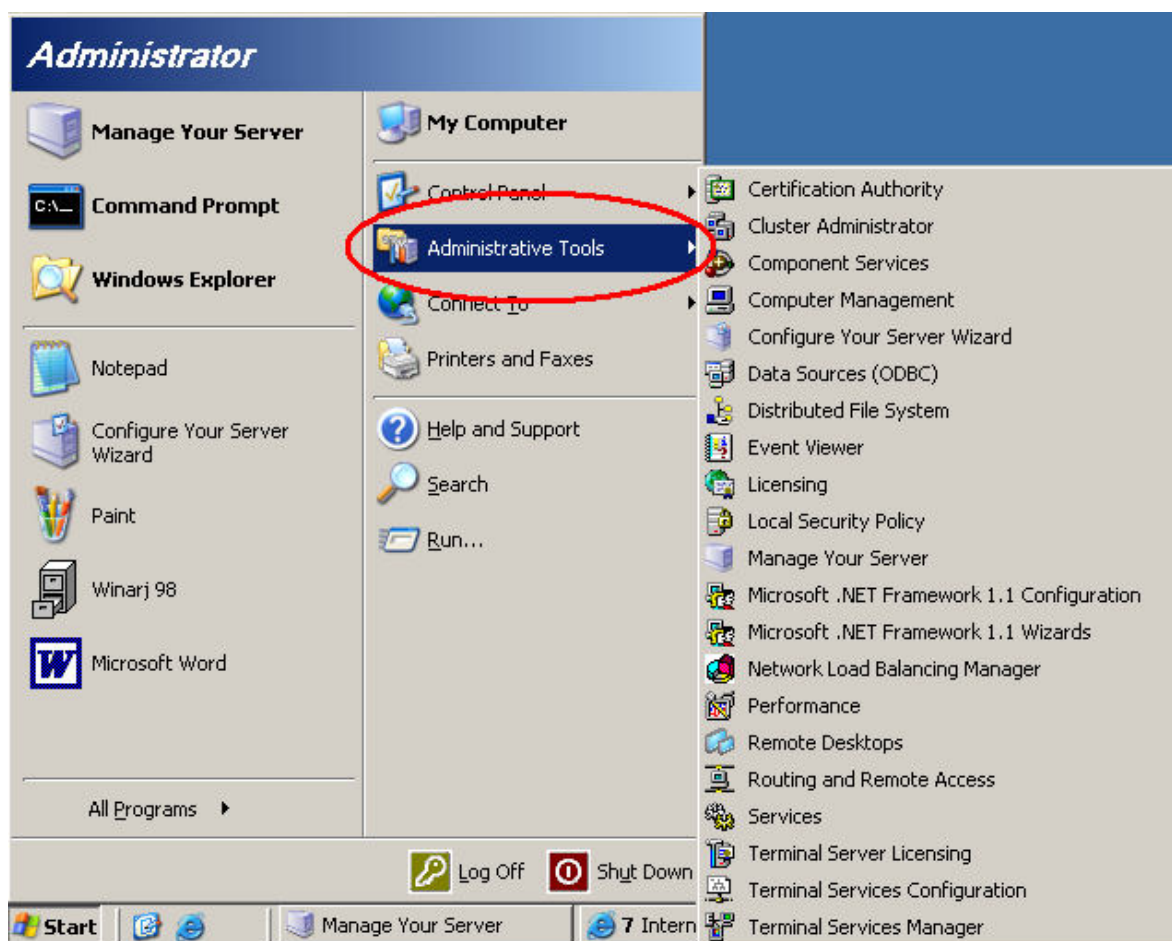 Administrator
Manage Your Server
Command Prompt
Windows Explorer
Notepad
Configure Your Server
Wizard
Paint
Winarj 98
Microsoft Word
All Programs
My Computer
Control Panel
Administrative Tools
Connect To
Printers and Faxes
Help and Support
Search
Run...
Certification Authority
Cluster Administrator
Component Services
Computer Management
Configure Your Server Wizard
Data Sources (ODBC)
Distributed File System
Event Viewer
Licensing
Local Security Policy
Manage Your Server
Microsoft .NET Framework 1.1 Configuration
Microsoft .NET Framework 1.1 Wizards
Network Load Balancing Manager
Performance
Remote Desktops
Routing and Remote Access
Services
Terminal Server Licensing
Terminal Services Configuration
Terminal Services Manager
Log Off
Shut Down
Start
Manage Your Server
7 Intern
C:\_